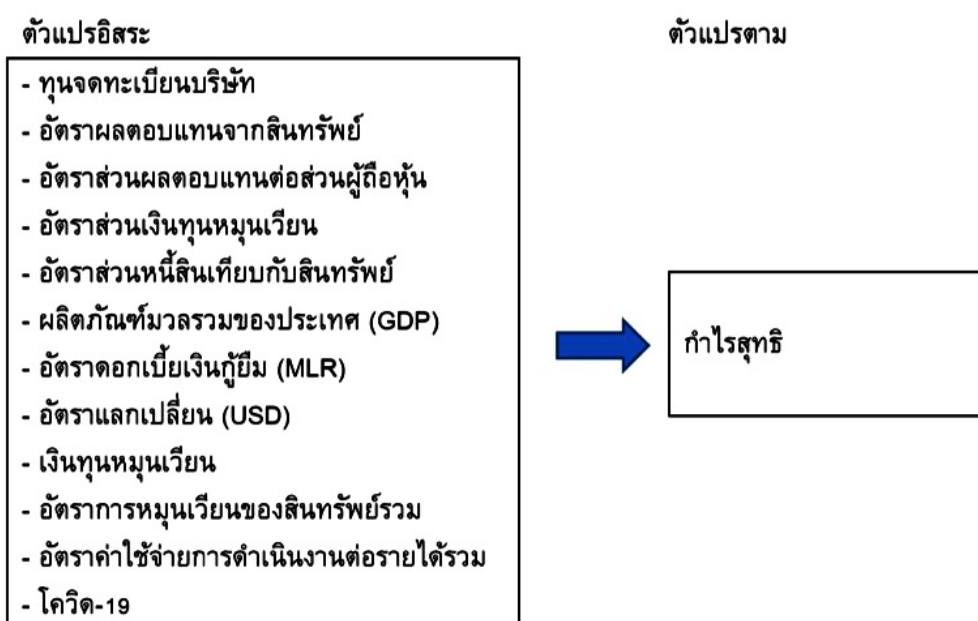 ตัวแปรอิสระ
- ทุนจดทะเบียนบริษัท
- อัตราผลตอบแทนจากสินทรัพย์
- อัตราส่วนผลตอบแทนต่อส่วนผู้ถือหุ้น
- อัตราส่วนเงินทุนหมุนเวียน
- อัตราส่วนหนี้สินเทียบกับสินทรัพย์
- ผลิตภัณฑ์มวลรวมของประเทศ (GDP)
- อัตราดอกเบี้ยเงินกู้ยืม (MLR)
- อัตราแลกเปลี่ยน (USD)
- เงินทุนหมุนเวียน
- อัตราการหมุนเวียนของสินทรัพย์รวม
- อัตราค่าใช้จ่ายการดำเนินงานต่อรายได้รวม
- โควิด-19
ตัวแปรตาม
กำไรสุทธิ